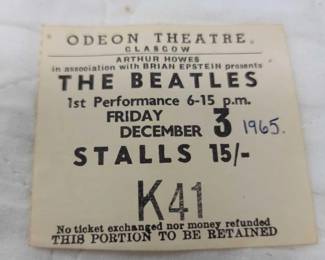 ODEON THEATRE,
GLASGOW
ARTHUR HOWES
in association with BRIAN EPSTEIN presents
THE BEATLES
1st Performance 6-15 p.m.
FRIDAY
DECEMBER 3 1965.
STALLS 15/-
K41
No ticket exchanged nor money refunded
THIS PORTION TO BE RETAINED